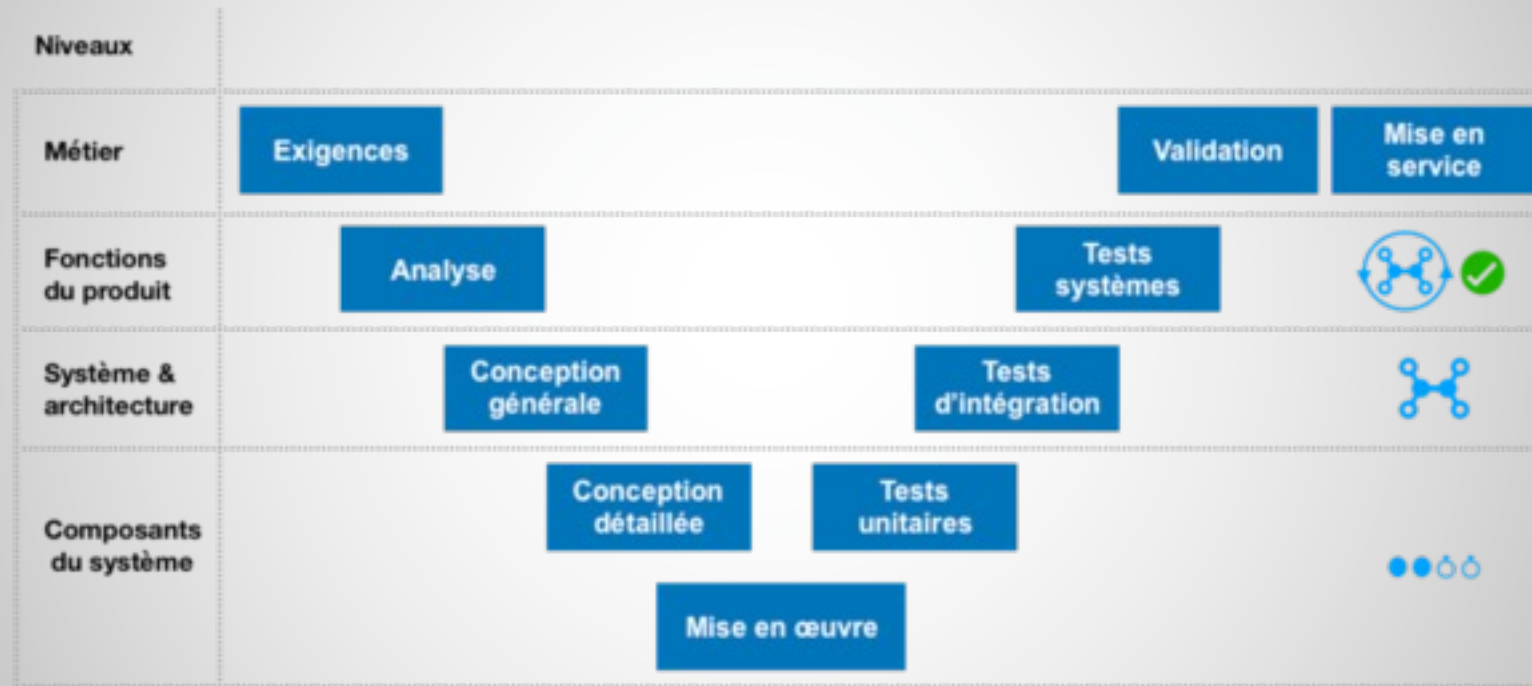 Niveaux
Métier
Exigences
Validation
Mise en
service
Fonctions
du produit
Analyse
Tests
systèmes
Système &
architecture
Conception
générale
Tests
d'intégration
Composants
du système
Conception
détaillée
Tests
unitaires
Mise en œuvre